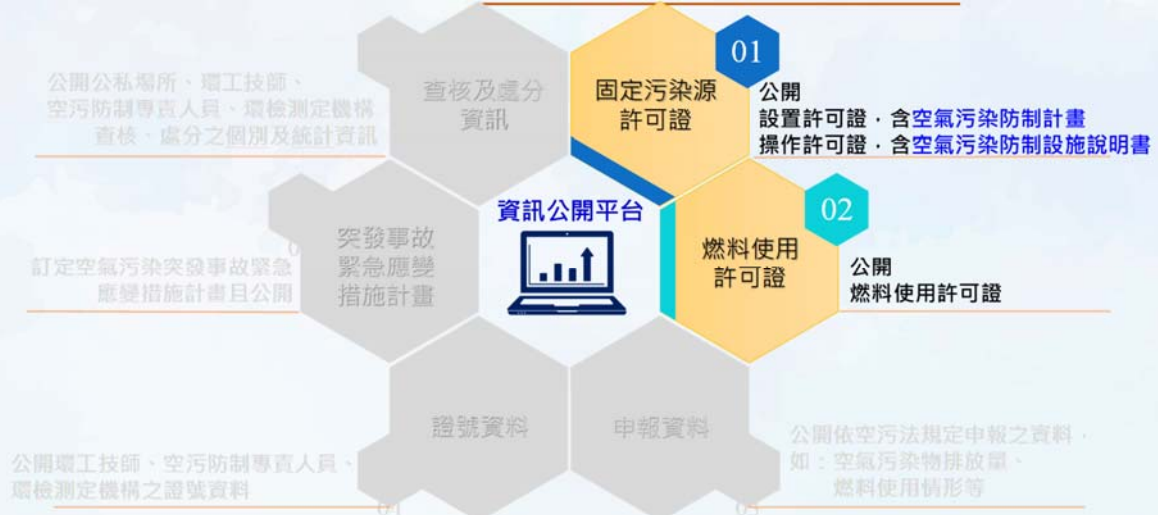 01
固定污染源
許可證
公開
設置許可證，含空氣污染防制計畫
操作許可證，含空氣污染防制設施說明書
02
燃料使用
許可證
公開
燃料使用許可證
03
申報資料
公開依空污法規定申報之資料，
如：空氣污染物排放量、
燃料使用情形等
04
證號資料
公開環工技師、空污防制專責人員、
環檢測定機構之證號資料
突發事故
緊急應變
措施計畫
訂定空氣污染突發事故緊急
應變措施計畫且公開
查核及處分
資訊
公開公私場所、環工技師、
空污防制專責人員、環檢測定機構
查核、處分之個別及統計資訊
資訊公開平台